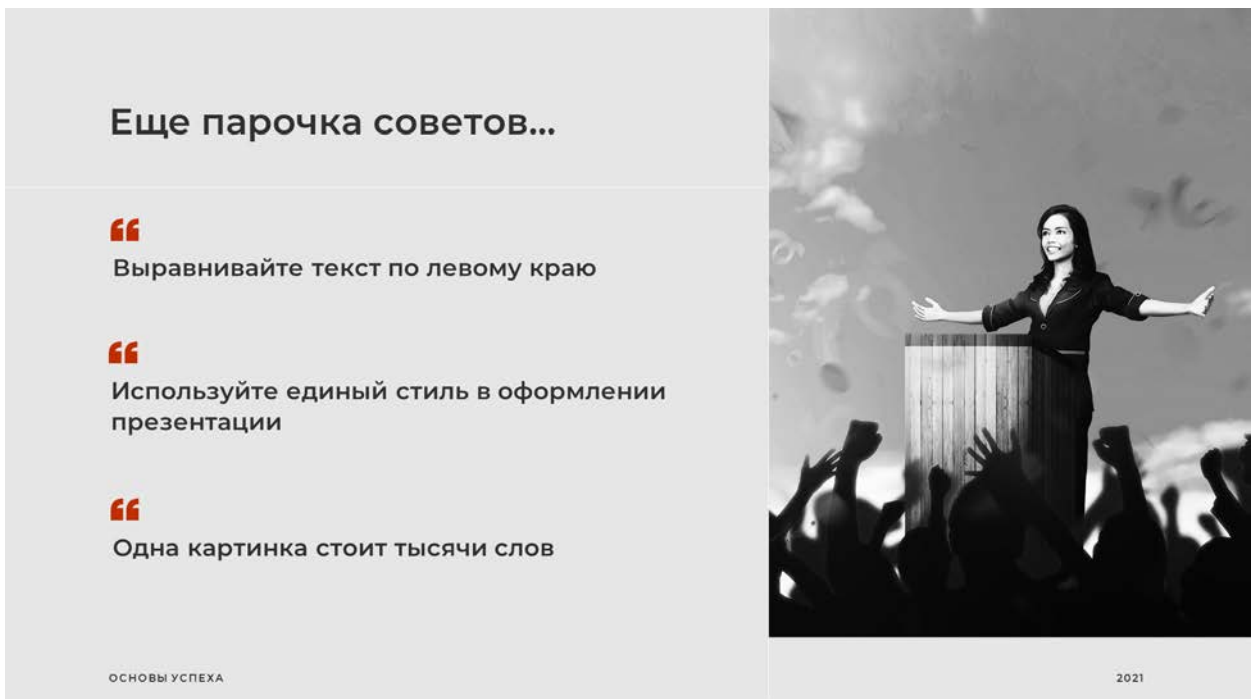 Еще парочка советов...
Выравнивайте текст по левому краю
Используйте единый стиль в оформлении
презентации
Одна картинка стоит тысячи слов
ОСНОВЫ УСПЕХА
2021